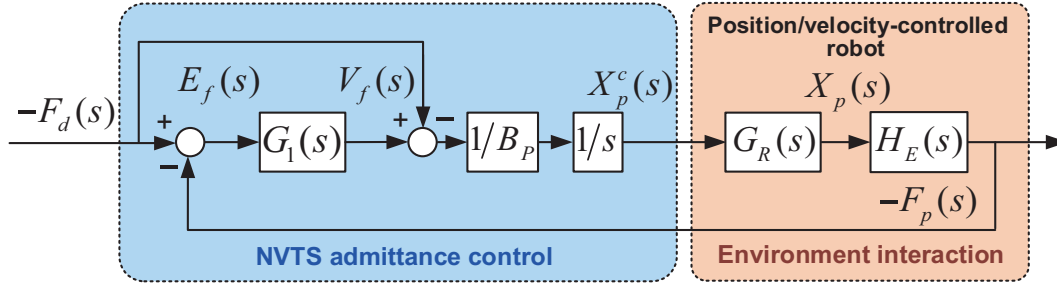 Position/velocity-controlled
robot
E_f(s)
V_f(s)
X_p^c(s)
X_p(s)
−F_d(s)
+
−
G_1(s)
+
−
1/B_P
1/s
G_R(s)
H_E(s)
−F_p(s)
NVTS admittance control
Environment interaction